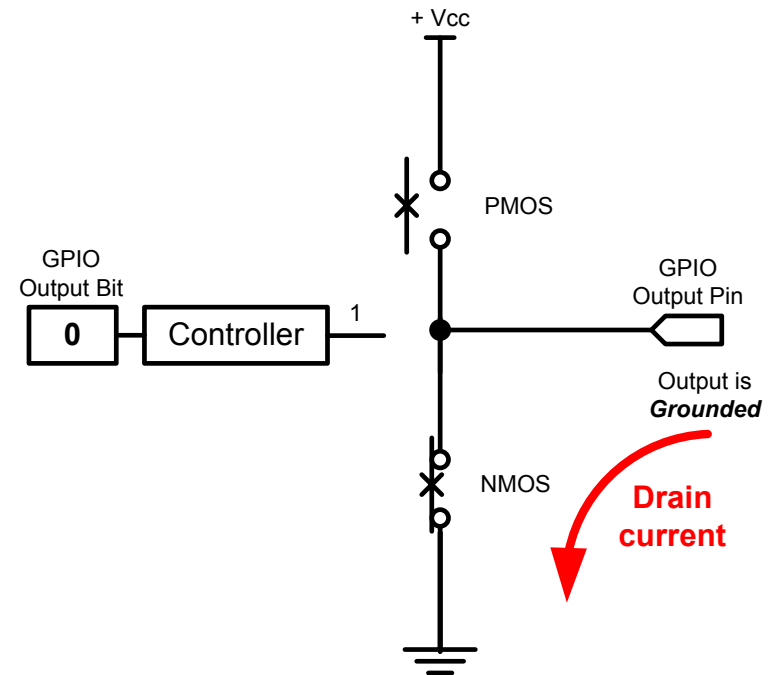 + Vcc
PMOS
GPIO
Output Bit
0
Controller
1
GPIO
Output Pin
Output is
Grounded
NMOS
Drain
current